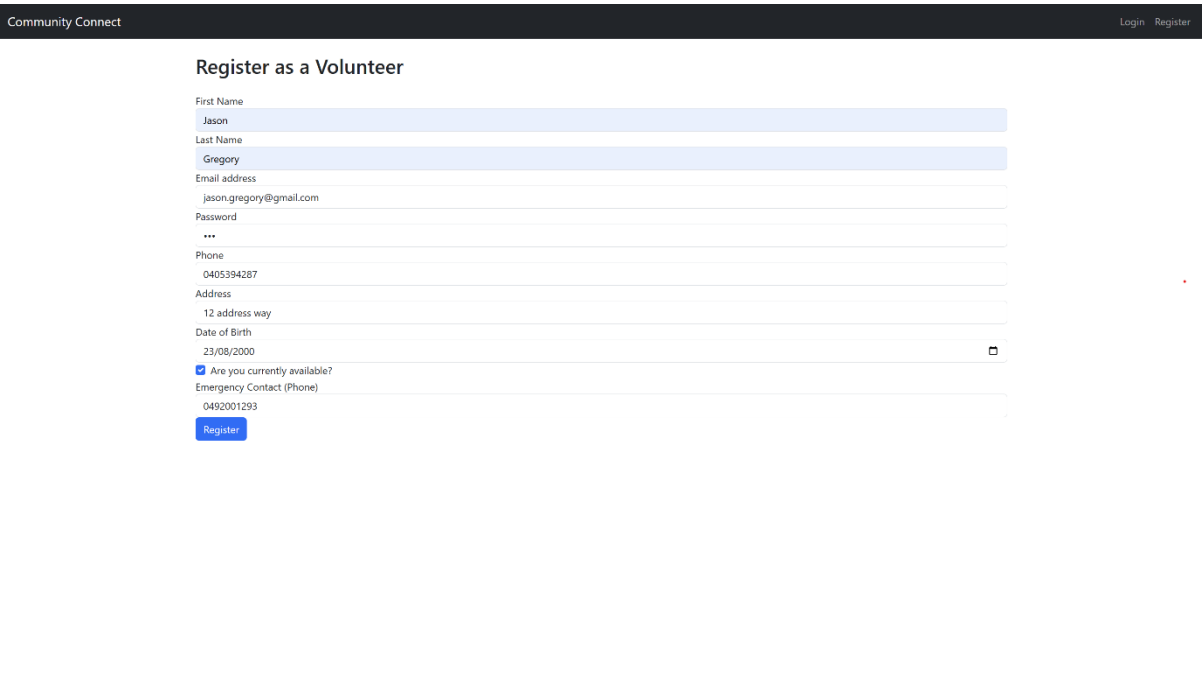 Community Connect
Login Register
Register as a Volunteer
First Name
Jason
Last Name
Gregory
Email address
jason.gregory@gmail.com
Password
•••
Phone
0405394287
Address
12 address way
Date of Birth
23/08/2000
Are you currently available?
Emergency Contact (Phone)
0492001293
Register